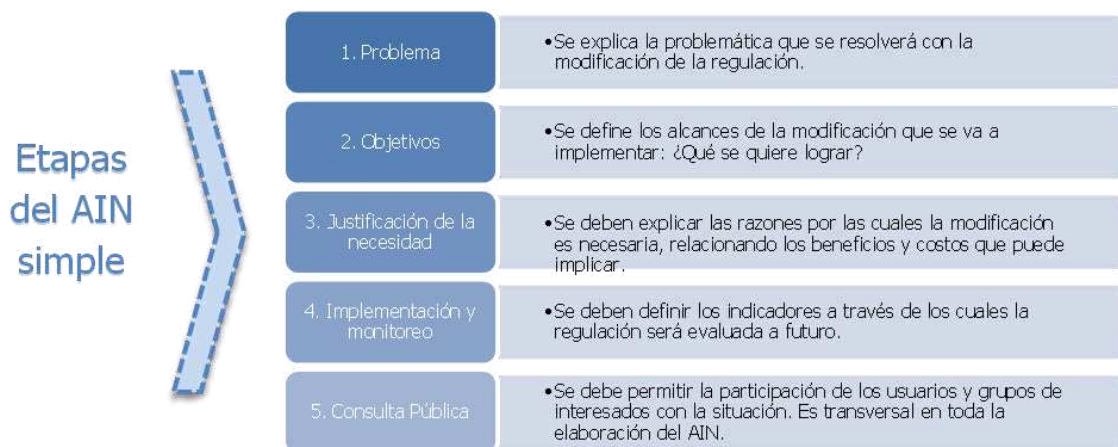 Etapas
del AIN
simple
1. Problema
•Se explica la problemática que se resolverá con la
modificación de la regulación.
2. Objetivos
•Se define los alcances de la modificación que se va a
implementar: ¿Qué se quiere lograr?
3. Justificación de la
necesidad
•Se deben explicar las razones por las cuales la modificación
es necesaria, relacionando los beneficios y costos que puede
implicar.
4. Implementación y
monitoreo
•Se deben definir los indicadores a través de los cuales la
regulación será evaluada a futuro.
5. Consulta Pública
•Se debe permitir la participación de los usuarios y grupos de
interesados con la situación. Es transversal en toda la
elaboración del AIN.